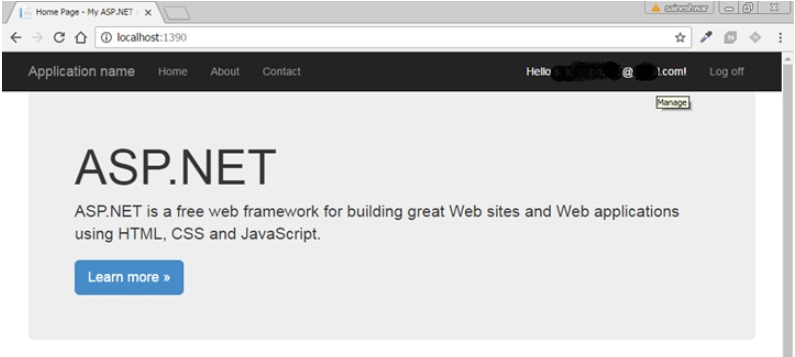 Home Page - My ASP.NET
saineshwar
localhost:1390
Application name Home About Contact Hello @ l.com! Log off
Manage
ASP.NET
ASP.NET is a free web framework for building great Web sites and Web applications
using HTML, CSS and JavaScript.
Learn more »